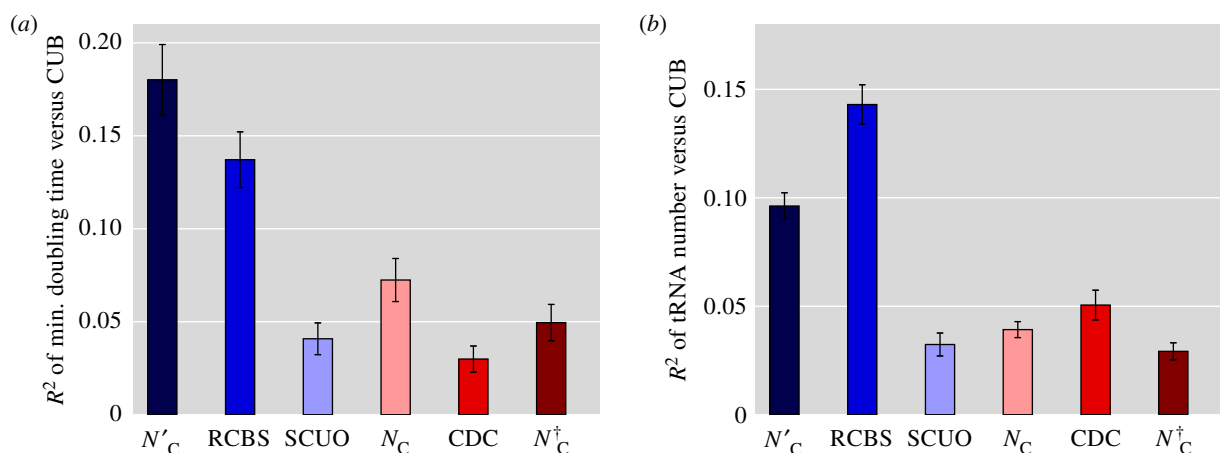 (a)
R² of min. doubling time versus CUB
0.20
0.15
0.10
0.05
0
N′C RCBS SCUO NC CDC N†C
(b)
R² of tRNA number versus CUB
0.15
0.10
0.05
0
N′C RCBS SCUO NC CDC N†C